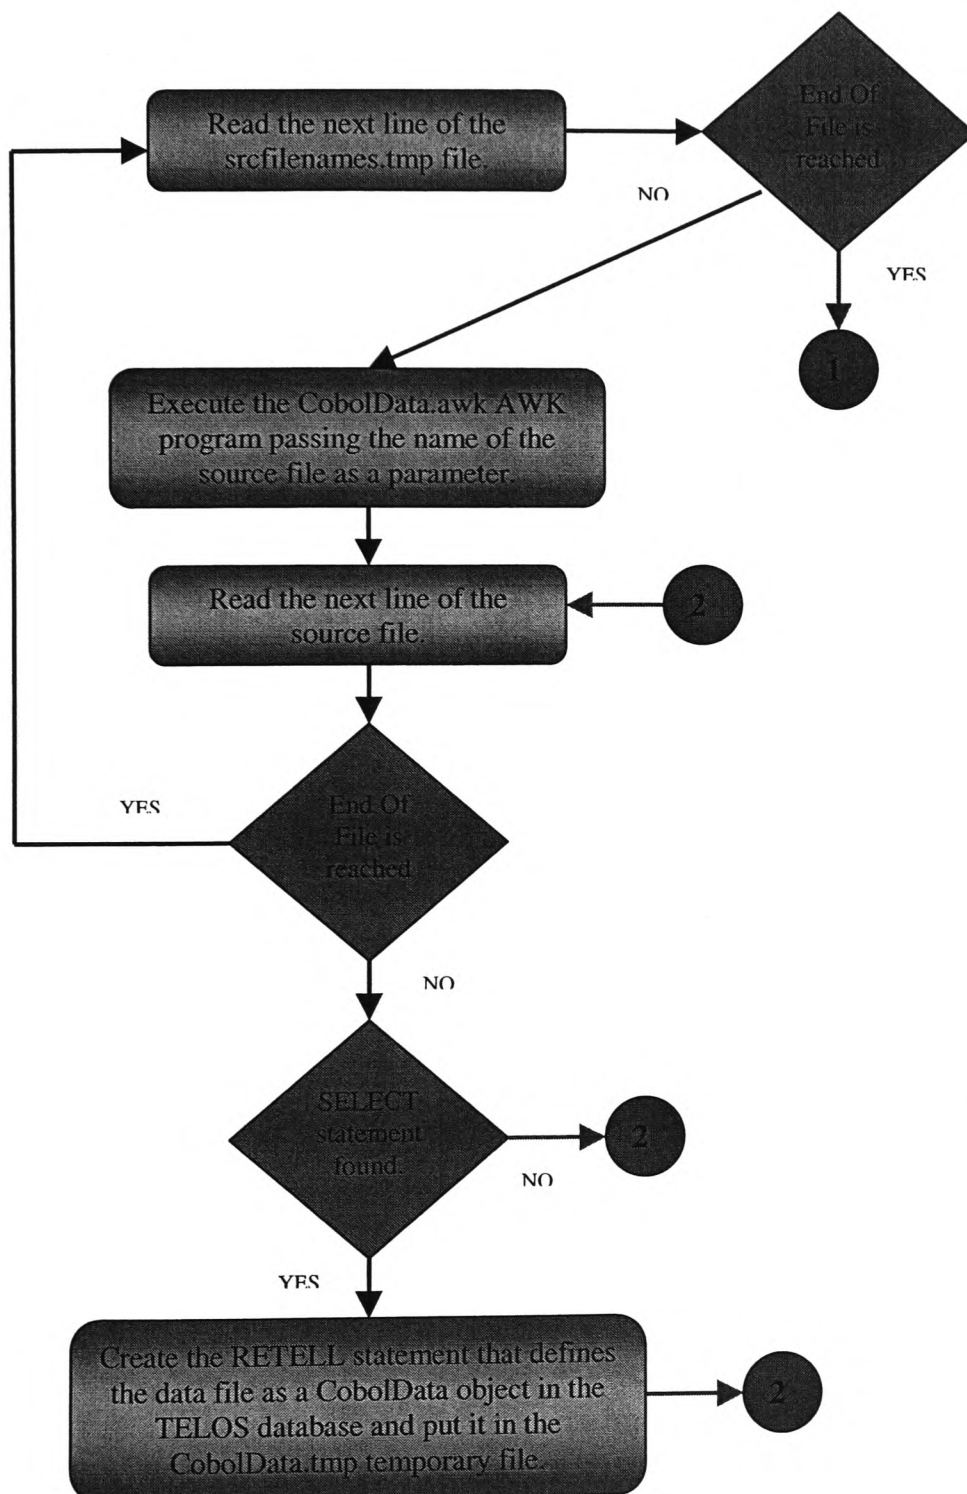 Read the next line of the
srcfilenames.tmp file.
End Of
File is
reached
NO
YES
1
Execute the CobolData.awk AWK
program passing the name of the
source file as a parameter.
Read the next line of the
source file.
2
End Of
File is
reached
?
YES
NO
SELECT
statement
found.
2
NO
YES
Create the RETELL statement that defines
the data file as a CobolData object in the
TELOS database and put it in the
CobolData.tmp temporary file.
2